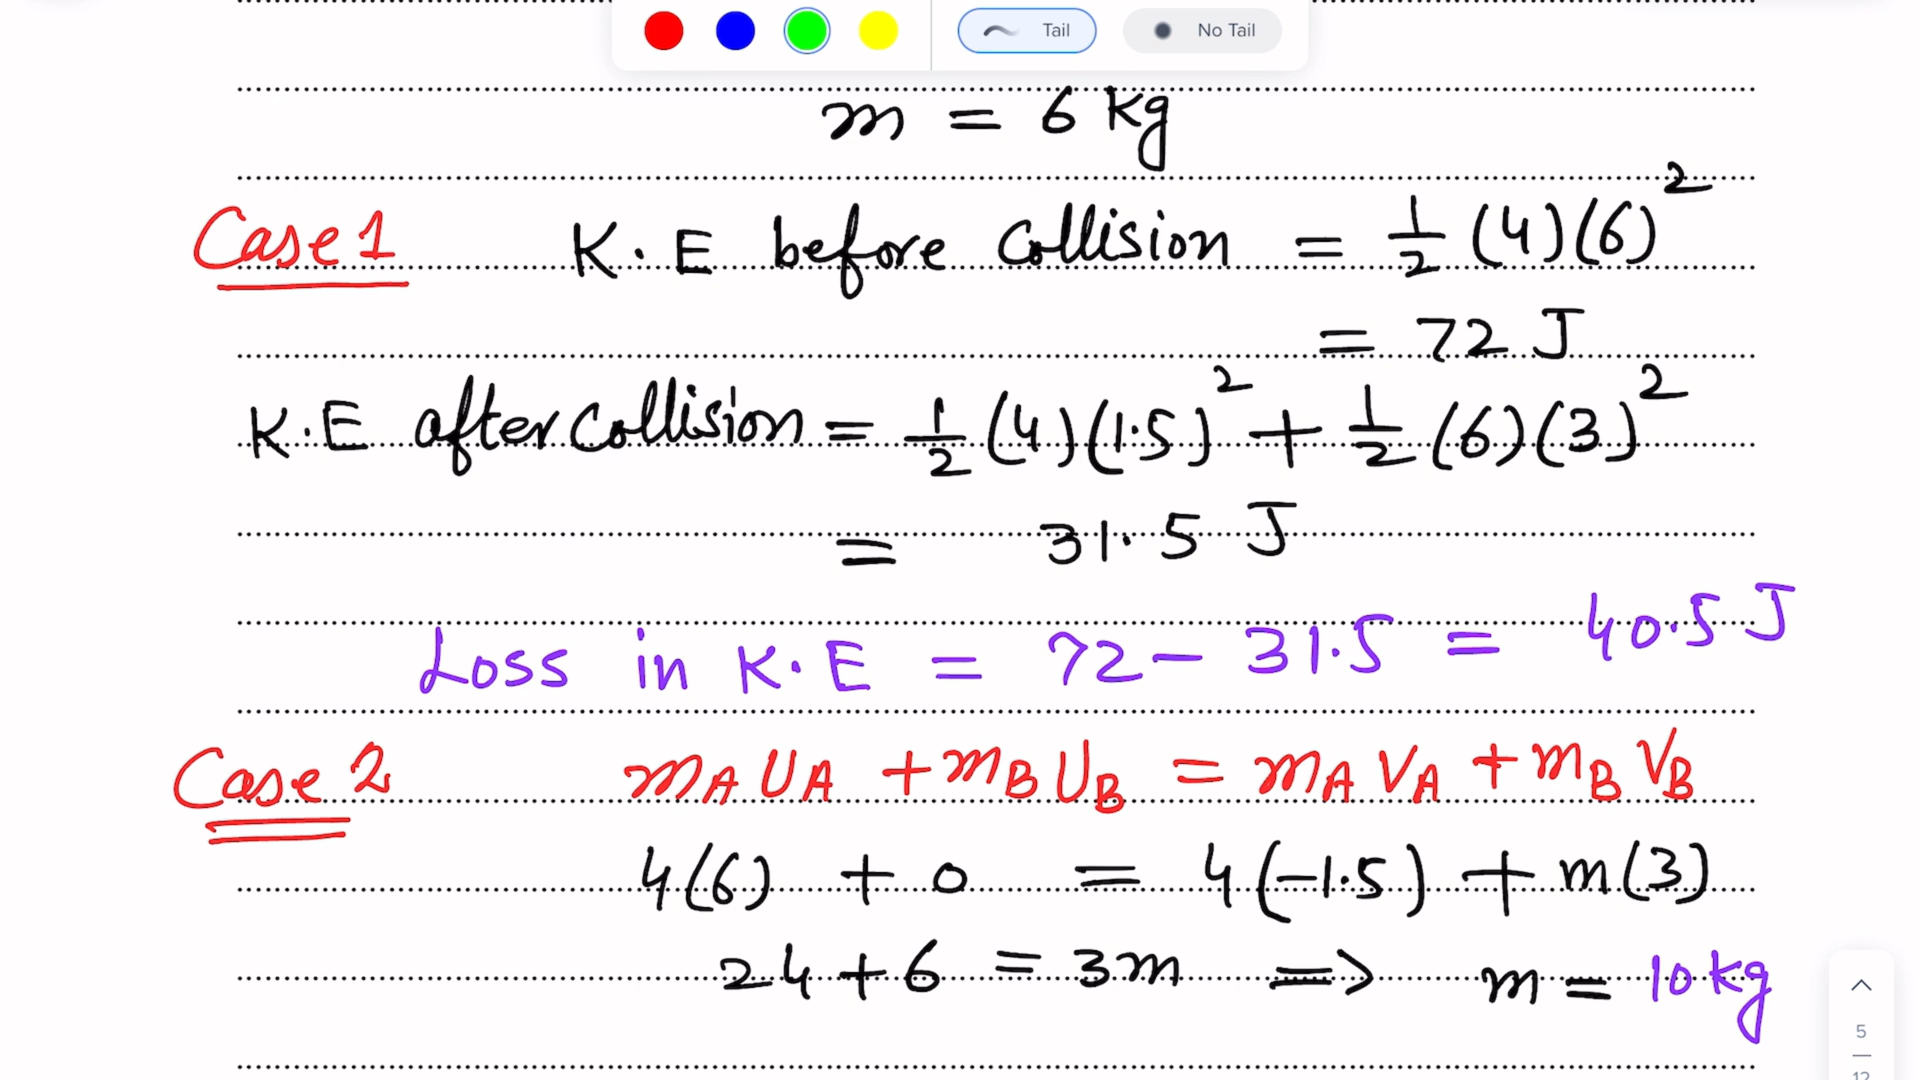 Tail No Tail
m = 6 kg
Case 1 K.E before Collision = 1/2 (4)(6)²
= 72 J
K.E after Collision = 1/2 (4)(1.5)² + 1/2 (6)(3)²
= 31.5 J
Loss in K.E = 72 - 31.5 = 40.5 J
Case 2 mA UA + mB UB = mA VA + mB VB
4(6) + 0 = 4(-1.5) + m(3)
24 + 6 = 3m => m = 10 kg
5
12